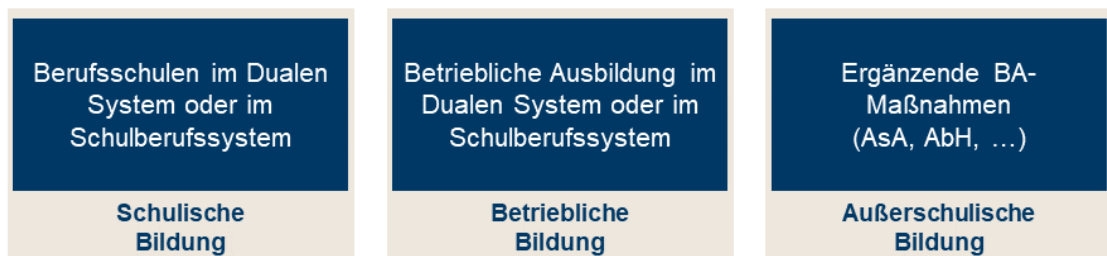 Berufsschulen im Dualen
System oder im
Schulberufssystem
Schulische
Bildung
Betriebliche Ausbildung im
Dualen System oder im
Schulberufssystem
Betriebliche
Bildung
Ergänzende BA-
Maßnahmen
(AsA, AbH, …)
Außerschulische
Bildung